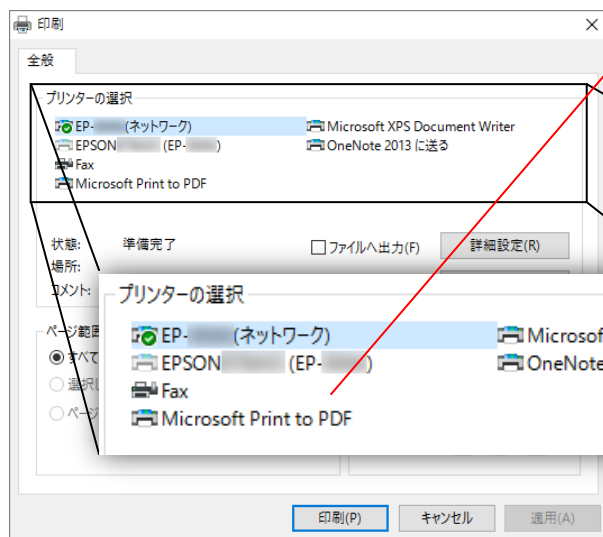 印刷
全般
プリンターの選択
EP- (ネットワーク) Microsoft XPS Document Writer
EPSON (EP- ) OneNote 2013 に送る
Fax
Microsoft Print to PDF
状態: 準備完了 ファイルへ出力(F) 詳細設定(R)
場所:
コメント:
プリンターの選択
EP- (ネットワーク) Microsof
EPSON (EP- ) OneNote
Fax
Microsoft Print to PDF
ページ範囲
すべて
選択し
ページ
印刷(P) キャンセル 適用(A)